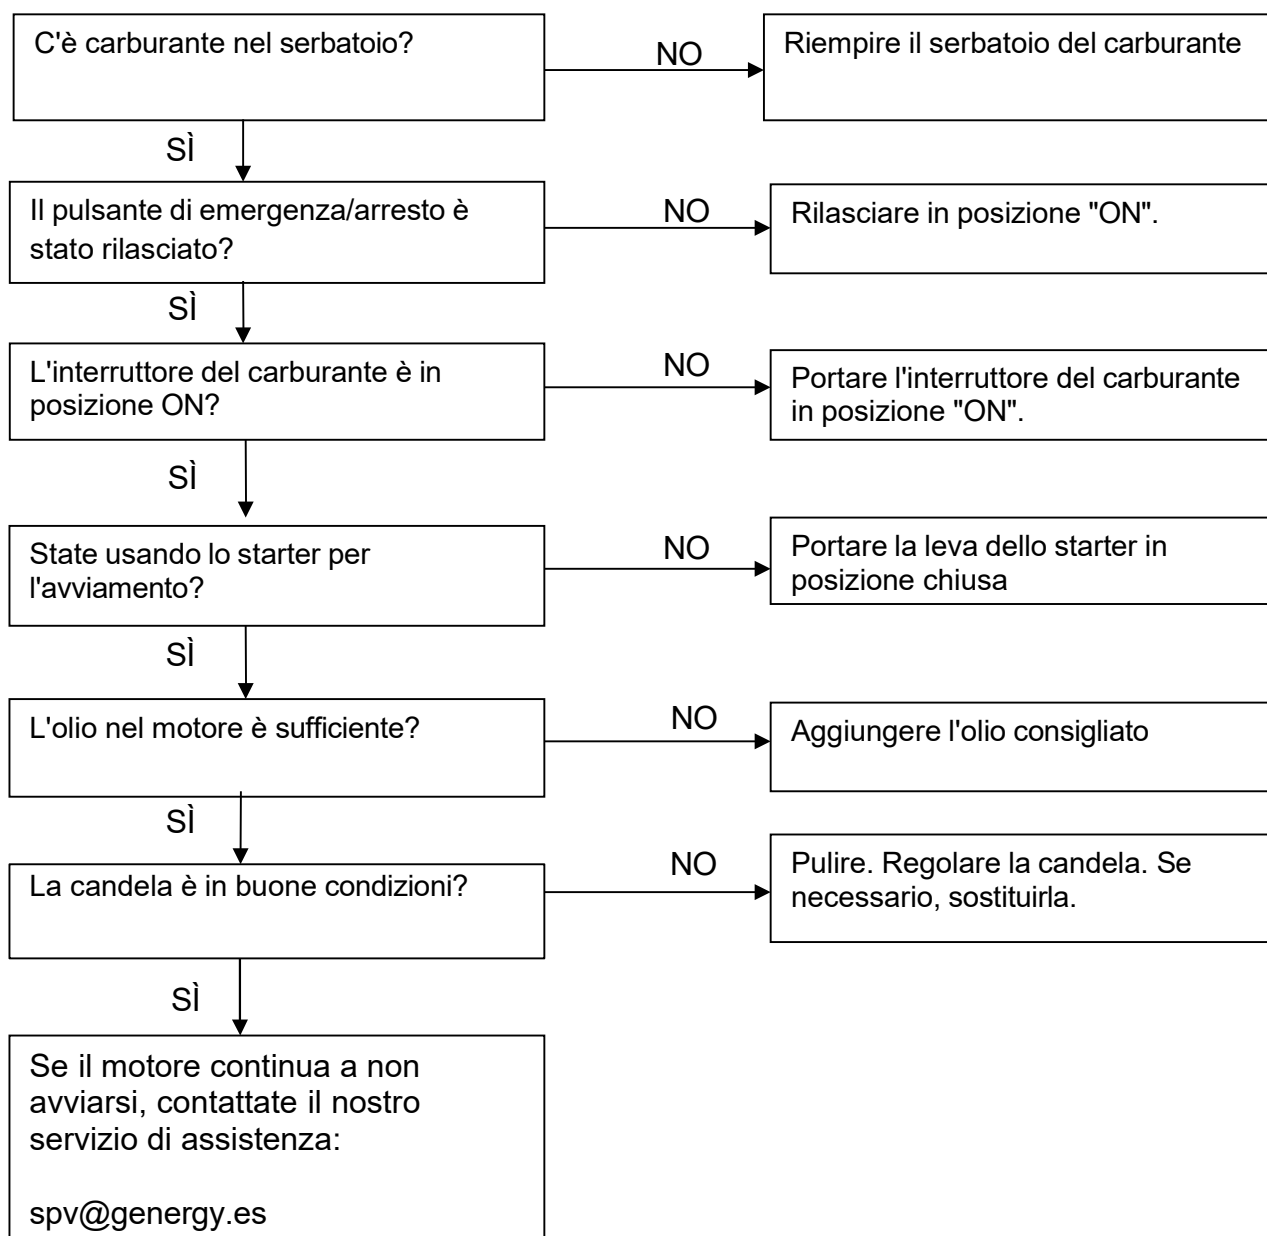 C'è carburante nel serbatoio?
NO
Riempire il serbatoio del carburante
SÌ
Il pulsante di emergenza/arresto è
stato rilasciato?
NO
Rilasciare in posizione "ON".
SÌ
L'interruttore del carburante è in
posizione ON?
NO
Portare l'interruttore del carburante
in posizione "ON".
SÌ
State usando lo starter per
l'avviamento?
NO
Portare la leva dello starter in
posizione chiusa
SÌ
L'olio nel motore è sufficiente?
NO
Aggiungere l'olio consigliato
SÌ
La candela è in buone condizioni?
NO
Pulire. Regolare la candela. Se
necessario, sostituirla.
SÌ
Se il motore continua a non
avviarsi, contattate il nostro
servizio di assistenza:
spv@genergy.es